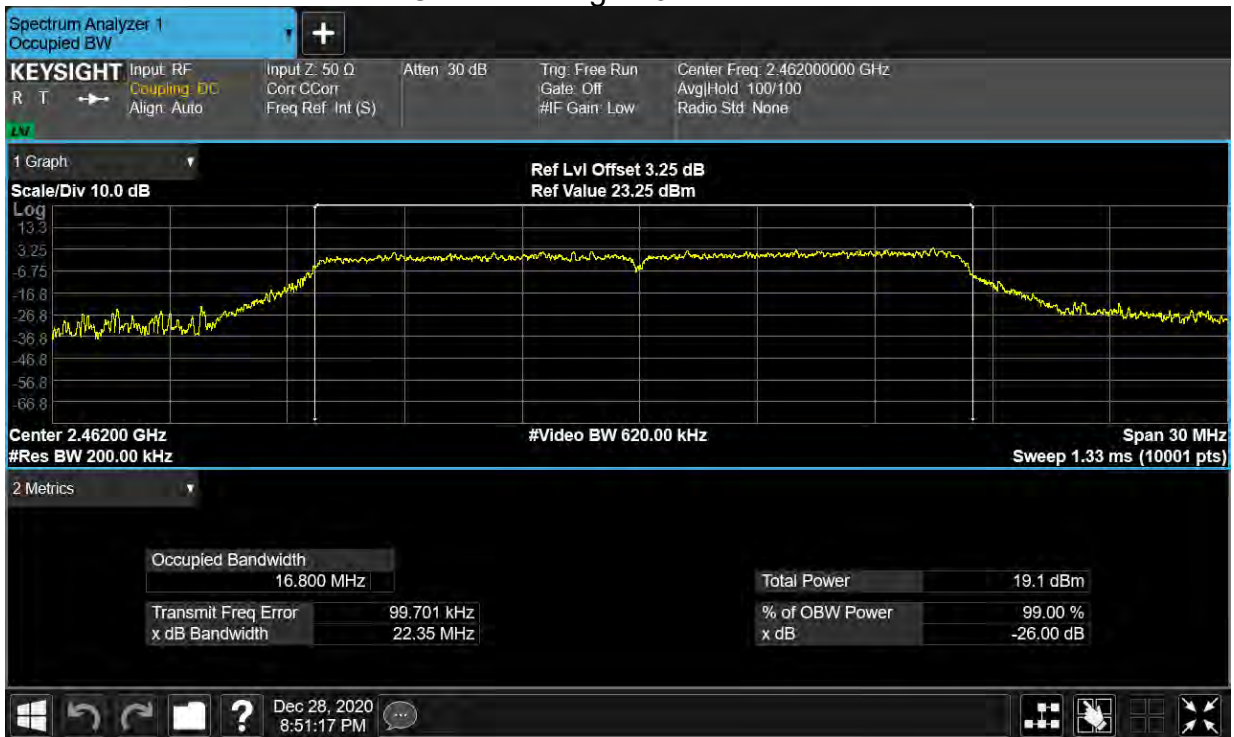 Spectrum Analyzer 1
Occupied BW
+
KEYSIGHT
R T
LXI
Input: RF
Coupling: DC
Align: Auto
Input Z: 50 Ω
Corr CCorr
Freq Ref: Int (S)
Atten: 30 dB
Trig: Free Run
Gate: Off
#IF Gain: Low
Center Freq: 2.462000000 GHz
Avg|Hold: 100/100
Radio Std: None
1 Graph
Scale/Div 10.0 dB
Ref Lvl Offset 3.25 dB
Ref Value 23.25 dBm
Log
13.3
3.25
-6.75
-16.8
-26.8
-36.8
-46.8
-56.8
-66.8
Center 2.46200 GHz
#Res BW 200.00 kHz
#Video BW 620.00 kHz
Span 30 MHz
Sweep 1.33 ms (10001 pts)
2 Metrics
Occupied Bandwidth
16.800 MHz
Transmit Freq Error 99.701 kHz
x dB Bandwidth 22.35 MHz
Total Power 19.1 dBm
% of OBW Power 99.00 %
x dB -26.00 dB
?
Dec 28, 2020
8:51:17 PM